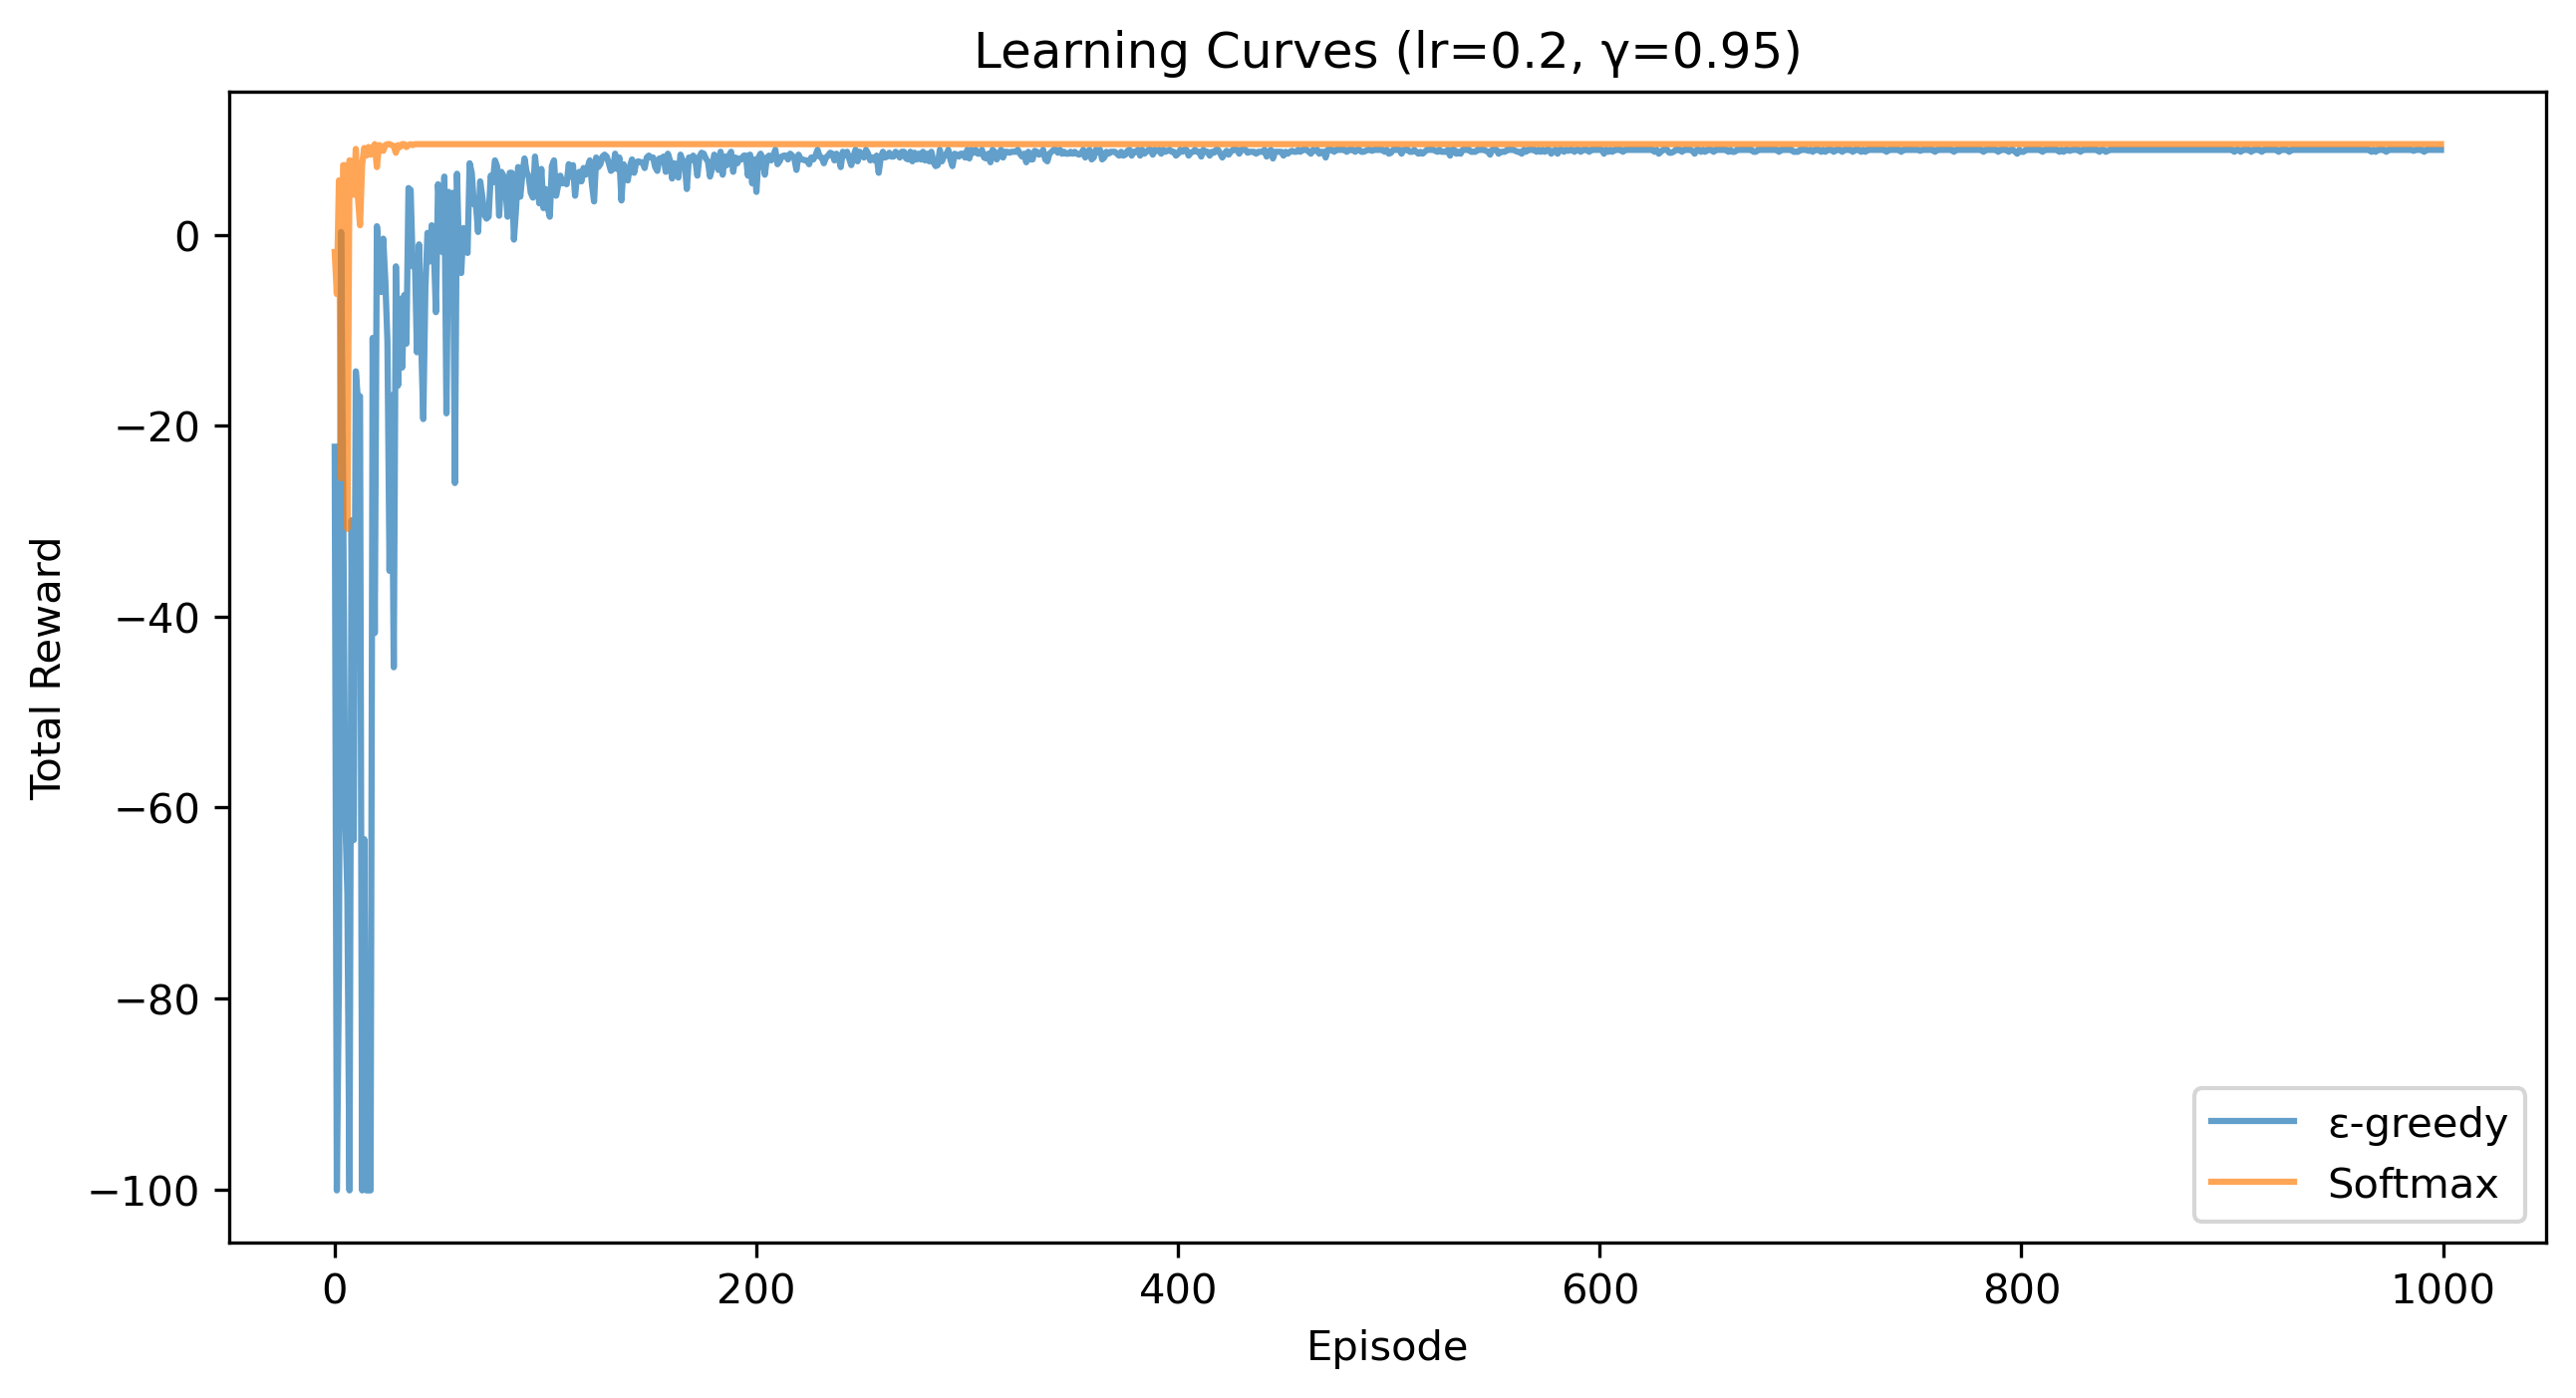 Learning Curves (lr=0.2, γ=0.95)
Total Reward
0
−20
−40
−60
−80
−100
0 200 400 600 800 1000
Episode
ε-greedy
Softmax